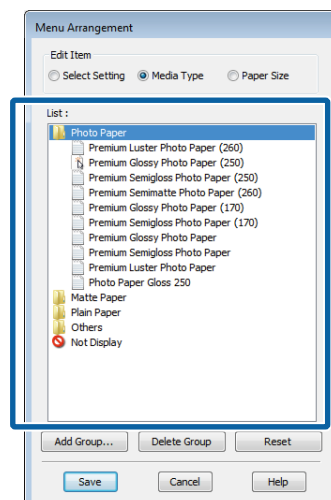 Menu Arrangement
Edit Item
Select Setting Media Type Paper Size
List :
Photo Paper
Premium Luster Photo Paper (260)
Premium Glossy Photo Paper (250)
Premium Semigloss Photo Paper (250)
Premium Semimatte Photo Paper (260)
Premium Glossy Photo Paper (170)
Premium Semigloss Photo Paper (170)
Premium Glossy Photo Paper
Premium Semigloss Photo Paper
Premium Luster Photo Paper
Photo Paper Gloss 250
Matte Paper
Plain Paper
Others
Not Display
Add Group... Delete Group Reset
Save Cancel Help